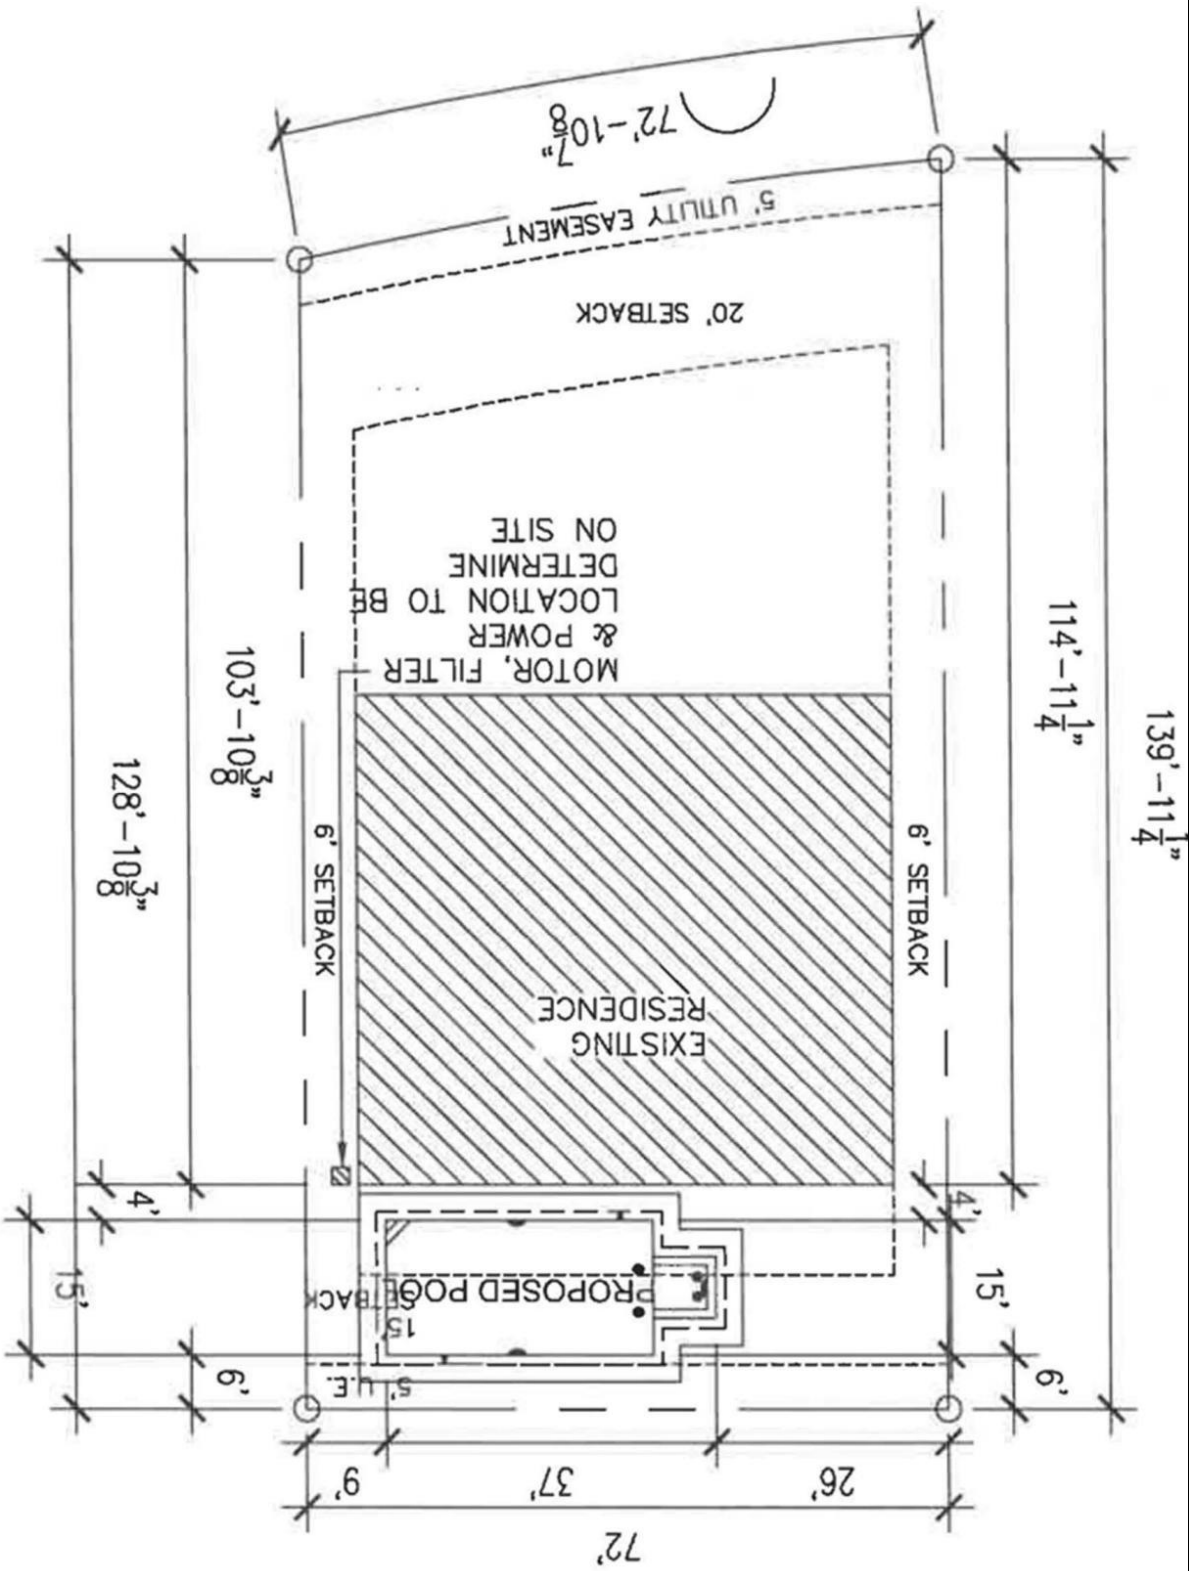 72'
26' 37' 9'
5' U.E.
6'
6'
15'
15'
15'
SETBACK
ROPOSED POO
4'
4'
EXISTING
RESIDENCE
6' SETBACK
6' SETBACK
139'-11 1/4"
114'-11 1/4"
128'-10 3/8"
103'-10 3/8"
MOTOR, FILTER
& POWER
LOCATION TO BE
DETERMINE
ON SITE
20' SETBACK
5' UTILITY EASEMENT
72'-10 7/8"